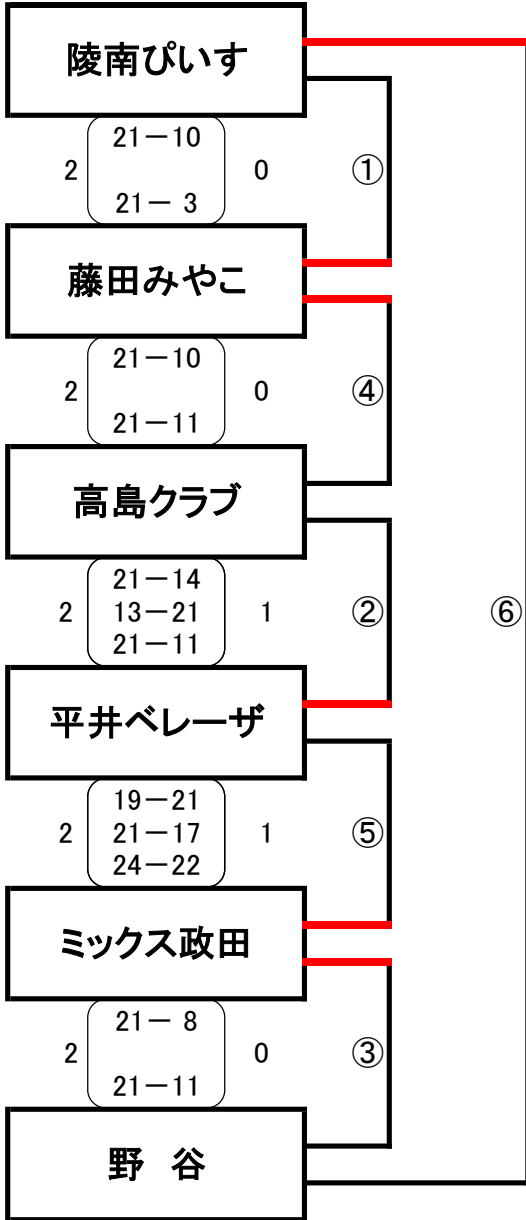 陵南ぴいす
21－10
2 0 ①
21－ 3
藤田みやこ
21－10
2 0 ④
21－11
高島クラブ
21－14
2 13－21 1 ② ⑥
21－11
平井ベレーザ
19－21
2 21－17 1 ⑤
24－22
ミックス政田
21－ 8
2 0 ③
21－11
野 谷